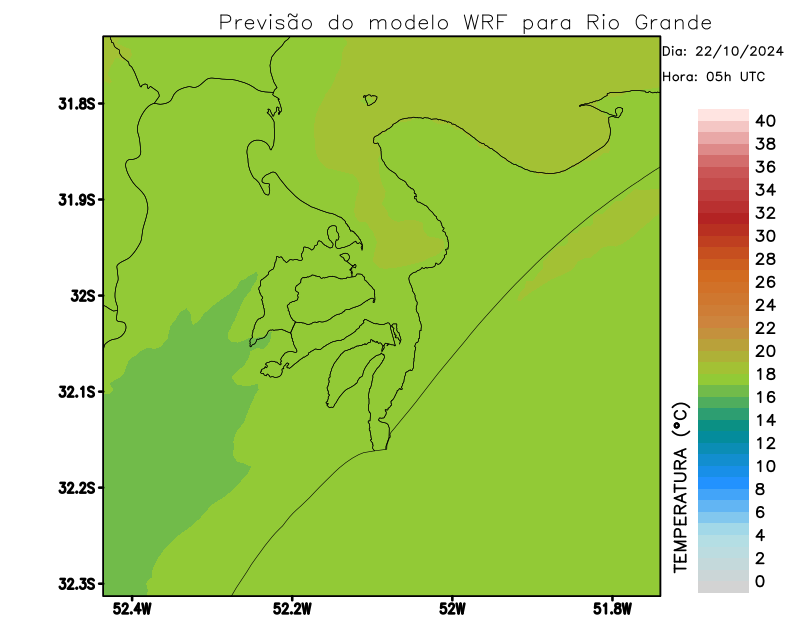 Previsão do modelo WRF para Rio Grande
Dia: 22/10/2024
Hora: 05h UTC
31.8S
31.9S
32S
32.1S
32.2S
32.3S
52.4W
52.2W
52W
51.8W
TEMPERATURA (°C)
40
38
36
34
32
30
28
26
24
22
20
18
16
14
12
10
8
6
4
2
0